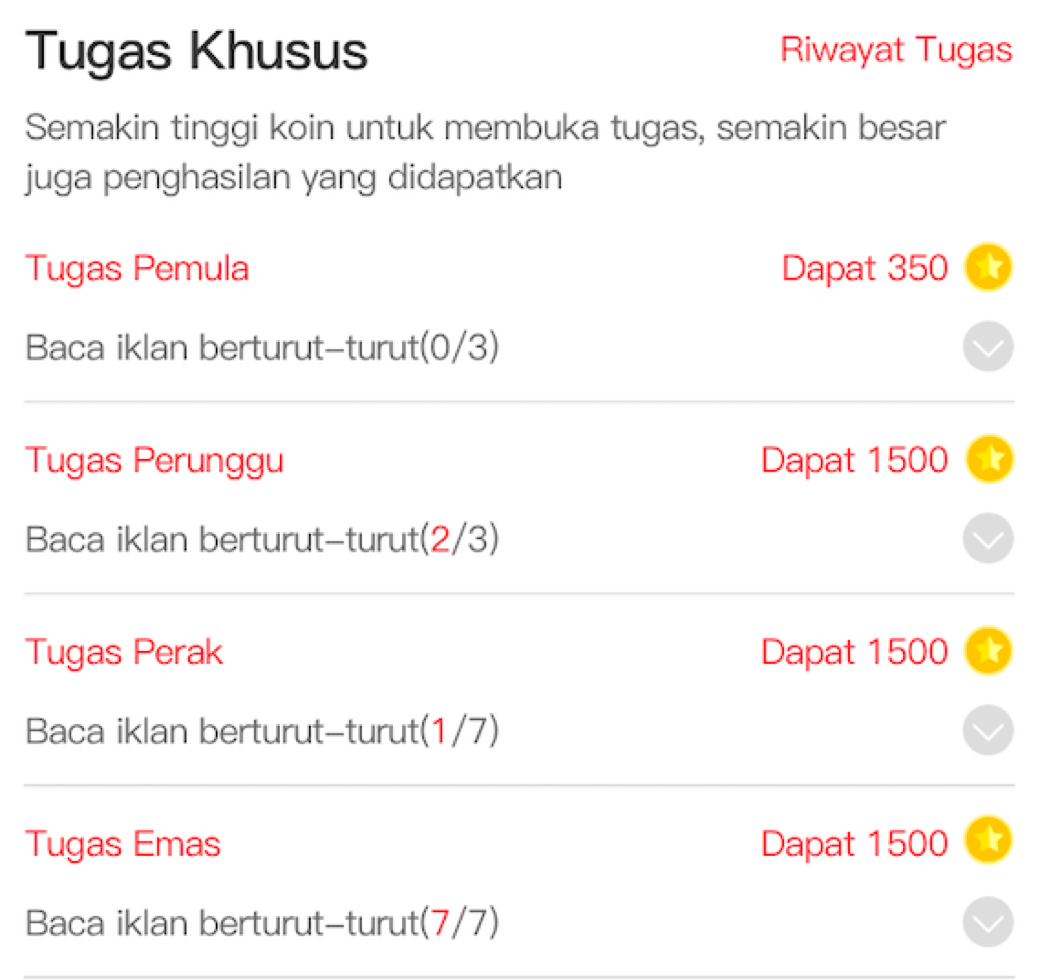 Tugas Khusus
Riwayat Tugas
Semakin tinggi koin untuk membuka tugas, semakin besar
juga penghasilan yang didapatkan
Tugas Pemula
Dapat 350
Baca iklan berturut–turut(0/3)
Tugas Perunggu
Dapat 1500
Baca iklan berturut–turut(2/3)
Tugas Perak
Dapat 1500
Baca iklan berturut–turut(1/7)
Tugas Emas
Dapat 1500
Baca iklan berturut–turut(7/7)